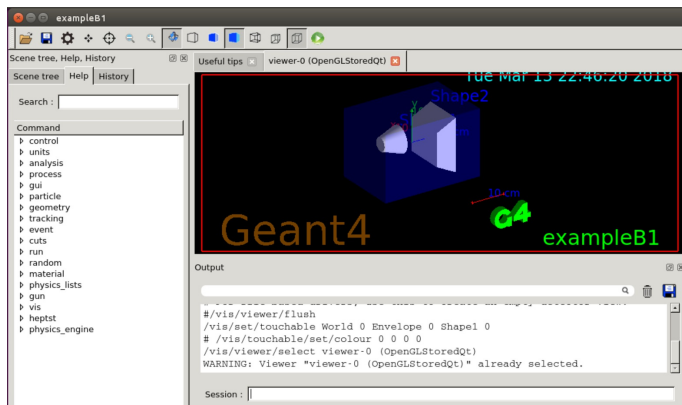 exampleB1
Scene tree, Help, History
Scene tree Help History
Search :
Command
control
units
analysis
process
gui
particle
geometry
tracking
event
cuts
run
random
material
physics_lists
gun
vis
heptst
physics_engine
Useful tips viewer-0 (OpenGLStoredQt)
Tue Mar 13 22:46:20 2018
Shape2
y
cm
10 cm
G4
Geant4
exampleB1
Output
#/vis/viewer/flush
/vis/set/touchable World 0 Envelope 0 Shape1 0
# /vis/touchable/set/colour 0 0 0 0
/vis/viewer/select viewer-0 (OpenGLStoredQt)
WARNING: Viewer "viewer-0 (OpenGLStoredQt)" already selected.
Session :